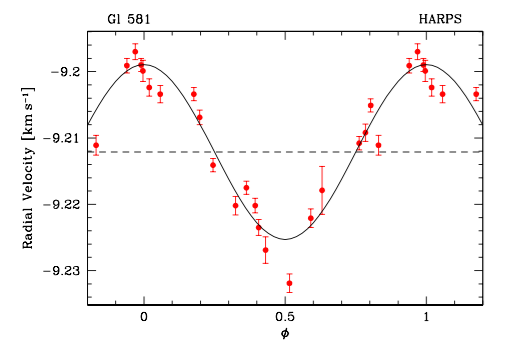 Gl 581 HARPS
−9.2
−9.21
−9.22
−9.23
Radial Velocity [km s⁻¹]
0 0.5 1
ϕ